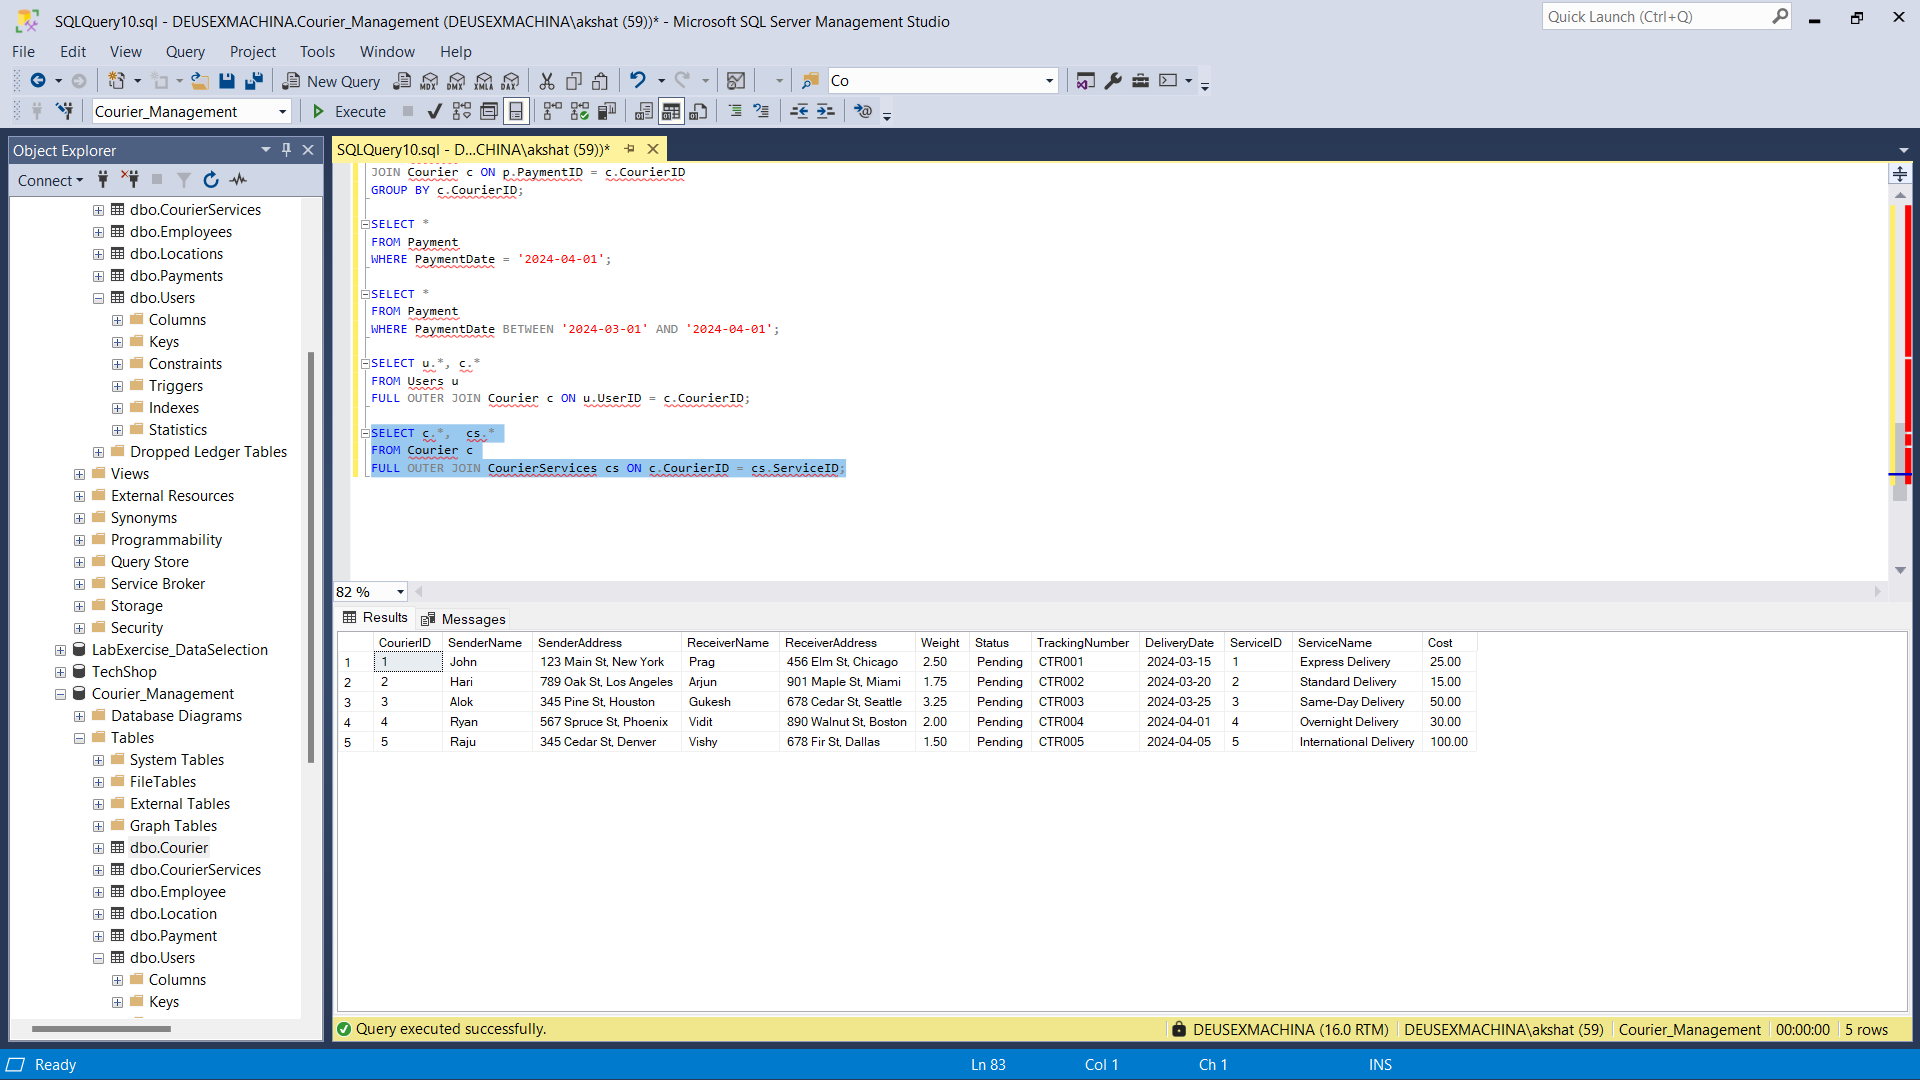 SQLQuery10.sql - DEUSEXMACHINA.Courier_Management (DEUSEXMACHINA\akshat (59))* - Microsoft SQL Server Management Studio
Quick Launch (Ctrl+Q)
File Edit View Query Project Tools Window Help
New Query MDX DMX XMLA DAX Co
Courier_Management Execute
Object Explorer
Connect
dbo.CourierServices
dbo.Employees
dbo.Locations
dbo.Payments
dbo.Users
Columns
Keys
Constraints
Triggers
Indexes
Statistics
Dropped Ledger Tables
Views
External Resources
Synonyms
Programmability
Query Store
Service Broker
Storage
Security
LabExercise_DataSelection
TechShop
Courier_Management
Database Diagrams
Tables
System Tables
FileTables
External Tables
Graph Tables
dbo.Courier
dbo.CourierServices
dbo.Employee
dbo.Location
dbo.Payment
dbo.Users
Columns
Keys
SQLQuery10.sql - D...CHINA\akshat (59))*
JOIN Courier c ON p.PaymentID = c.CourierID
GROUP BY c.CourierID;
SELECT *
FROM Payment
WHERE PaymentDate = '2024-04-01';
SELECT *
FROM Payment
WHERE PaymentDate BETWEEN '2024-03-01' AND '2024-04-01';
SELECT u.*, c.*
FROM Users u
FULL OUTER JOIN Courier c ON u.UserID = c.CourierID;
SELECT c.*,  cs.*
FROM Courier c
FULL OUTER JOIN CourierServices cs ON c.CourierID = cs.ServiceID;
82 %
Results Messages
CourierID SenderName SenderAddress ReceiverName ReceiverAddress Weight Status TrackingNumber DeliveryDate ServiceID ServiceName Cost
1 1 John 123 Main St, New York Prag 456 Elm St, Chicago 2.50 Pending CTR001 2024-03-15 1 Express Delivery 25.00
2 2 Hari 789 Oak St, Los Angeles Arjun 901 Maple St, Miami 1.75 Pending CTR002 2024-03-20 2 Standard Delivery 15.00
3 3 Alok 345 Pine St, Houston Gukesh 678 Cedar St, Seattle 3.25 Pending CTR003 2024-03-25 3 Same-Day Delivery 50.00
4 4 Ryan 567 Spruce St, Phoenix Vidit 890 Walnut St, Boston 2.00 Pending CTR004 2024-04-01 4 Overnight Delivery 30.00
5 5 Raju 345 Cedar St, Denver Vishy 678 Fir St, Dallas 1.50 Pending CTR005 2024-04-05 5 International Delivery 100.00
Query executed successfully. DEUSEXMACHINA (16.0 RTM) DEUSEXMACHINA\akshat (59) Courier_Management 00:00:00 5 rows
Ready Ln 83 Col 1 Ch 1 INS